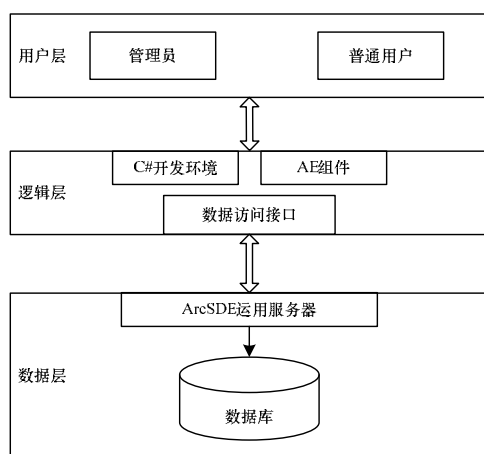 用户层
管理员
普通用户
逻辑层
C#开发环境
AE组件
数据访问接口
数据层
ArcSDE运用服务器
数据库